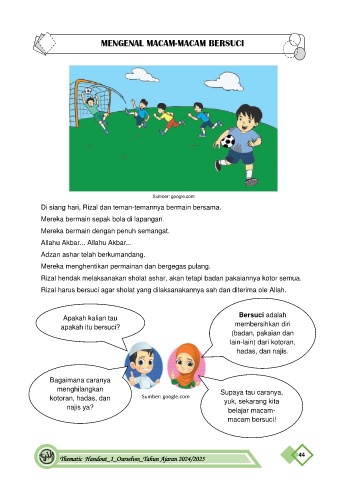 MENGENAL MACAM-MACAM BERSUCI
Sumber: google.com
Di siang hari, Rizal dan teman-temannya bermain bersama.
Mereka bermain sepak bola di lapangan.
Mereka bermain dengan penuh semangat.
Allahu Akbar... Allahu Akbar...
Adzan ashar telah berkumandang.
Mereka menghentikan permainan dan bergegas pulang.
Rizal hendak melaksanakan sholat ashar, akan tetapi badan pakaiannya kotor semua.
Rizal harus bersuci agar sholat yang dilaksanakannya sah dan diterima ole Allah.
Apakah kalian tau
apakah itu bersuci?
Bersuci adalah
membersihkan diri
(badan, pakaian dan
lain-lain) dari kotoran,
hadas, dan najis.
Bagaimana caranya
menghilangkan
kotoran, hadas, dan
najis ya?
Sumber: google.com
Supaya tau caranya,
yuk, sekarang kita
belajar macam-
macam bersuci!
Thematic Handout_1_Ourselves_Tahun Ajaran 2024/2025
44